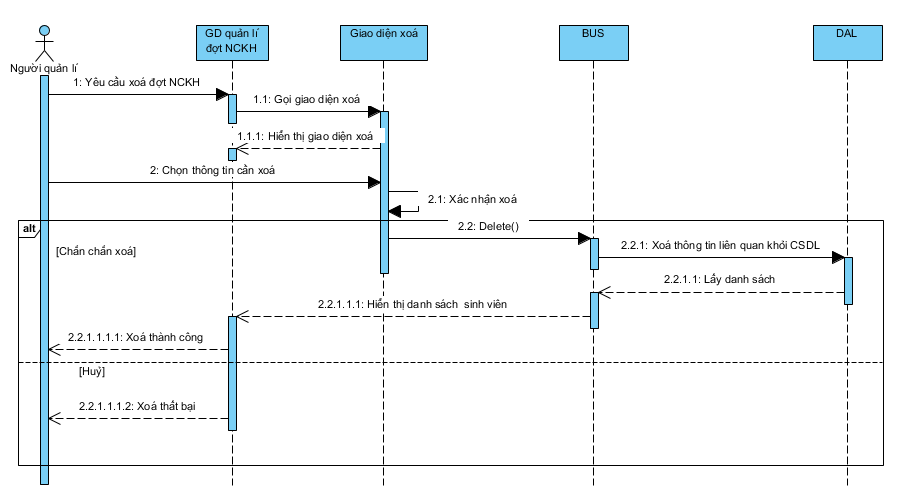 GD quản lí
đợt NCKH
Giao diện xoá
BUS
DAL
Người quản lí
1: Yêu cầu xoá đợt NCKH
1.1: Gọi giao diện xoá
1.1.1: Hiển thị giao diện xoá
2: Chọn thông tin cần xoá
2.1: Xác nhận xoá
alt
2.2: Delete()
[Chắn chắn xoá]
2.2.1: Xoá thông tin liên quan khỏi CSDL
2.2.1.1: Lấy danh sách
2.2.1.1.1: Hiển thị danh sách sinh viên
2.2.1.1.1.1: Xoá thành công
[Huỷ]
2.2.1.1.1.2: Xoá thất bại